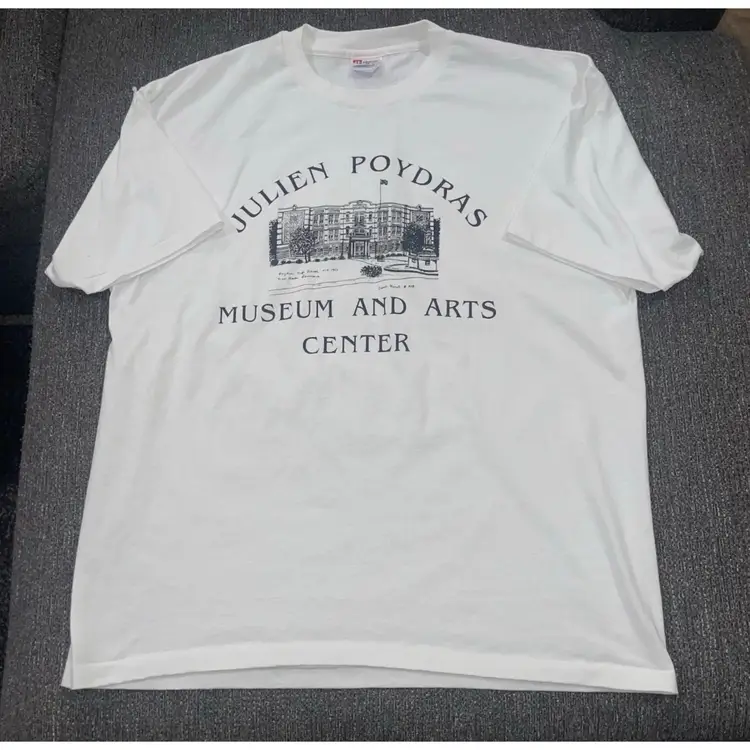 JULIEN POYDRAS
MUSEUM AND ARTS
CENTER